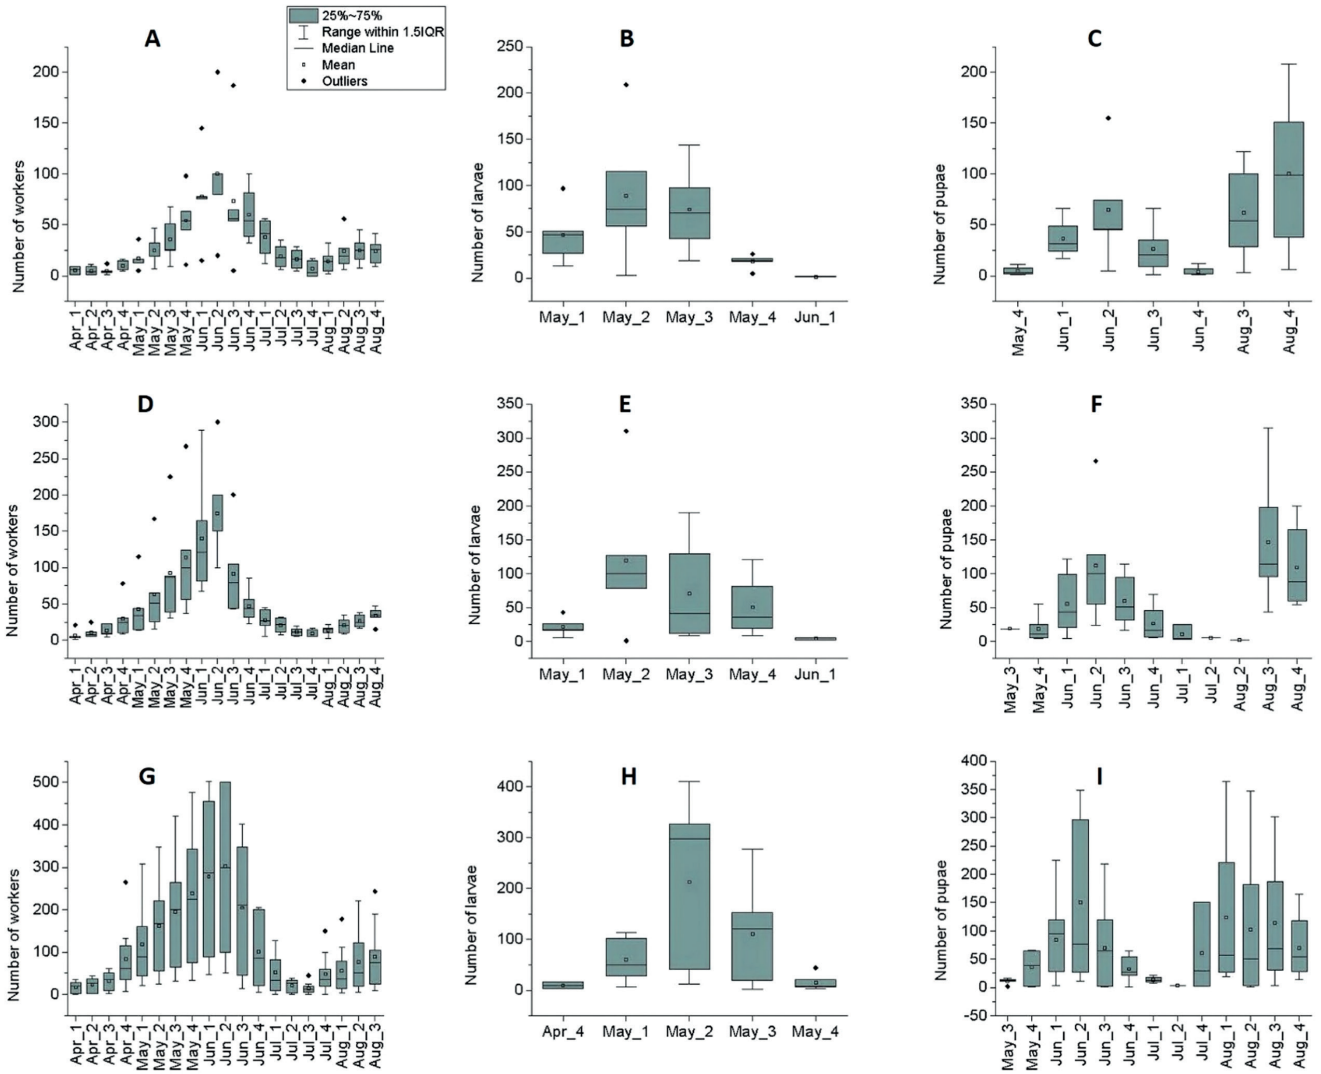 25%~75%
Range within 1.5IQR
Median Line
Mean
Outliers
A
Number of workers
200
150
100
50
0
Apr_1 Apr_2 Apr_3 Apr_4 May_1 May_2 May_3 May_4 Jun_1 Jun_2 Jun_3 Jun_4 Jul_1 Jul_2 Jul_3 Jul_4 Aug_1 Aug_2 Aug_3 Aug_4
B
Number of larvae
250
200
150
100
50
0
May_1 May_2 May_3 May_4 Jun_1
C
Number of pupae
200
150
100
50
0
May_4 Jun_1 Jun_2 Jun_3 Jun_4 Aug_3 Aug_4
D
Number of workers
300
250
200
150
100
50
0
Apr_1 Apr_2 Apr_3 Apr_4 May_1 May_2 May_3 May_4 Jun_1 Jun_2 Jun_3 Jun_4 Jul_1 Jul_2 Jul_3 Jul_4 Aug_1 Aug_2 Aug_3 Aug_4
E
Number of larvae
350
300
250
200
150
100
50
0
May_1 May_2 May_3 May_4 Jun_1
F
Number of pupae
350
300
250
200
150
100
50
0
May_3 May_4 Jun_1 Jun_2 Jun_3 Jun_4 Jul_1 Jul_2 Aug_2 Aug_3 Aug_4
G
Number of workers
500
400
300
200
100
0
Apr_1 Apr_2 Apr_3 Apr_4 May_1 May_2 May_3 May_4 Jun_1 Jun_2 Jun_3 Jun_4 Jul_1 Jul_2 Jul_3 Jul_4 Aug_1 Aug_2 Aug_3
H
Number of larvae
400
300
200
100
0
Apr_4 May_1 May_2 May_3 May_4
I
Number of pupae
400
350
300
250
200
150
100
50
0
-50
May_3 May_4 Jun_1 Jun_2 Jun_3 Jun_4 Jul_1 Jul_2 Jul_4 Aug_1 Aug_2 Aug_3 Aug_4